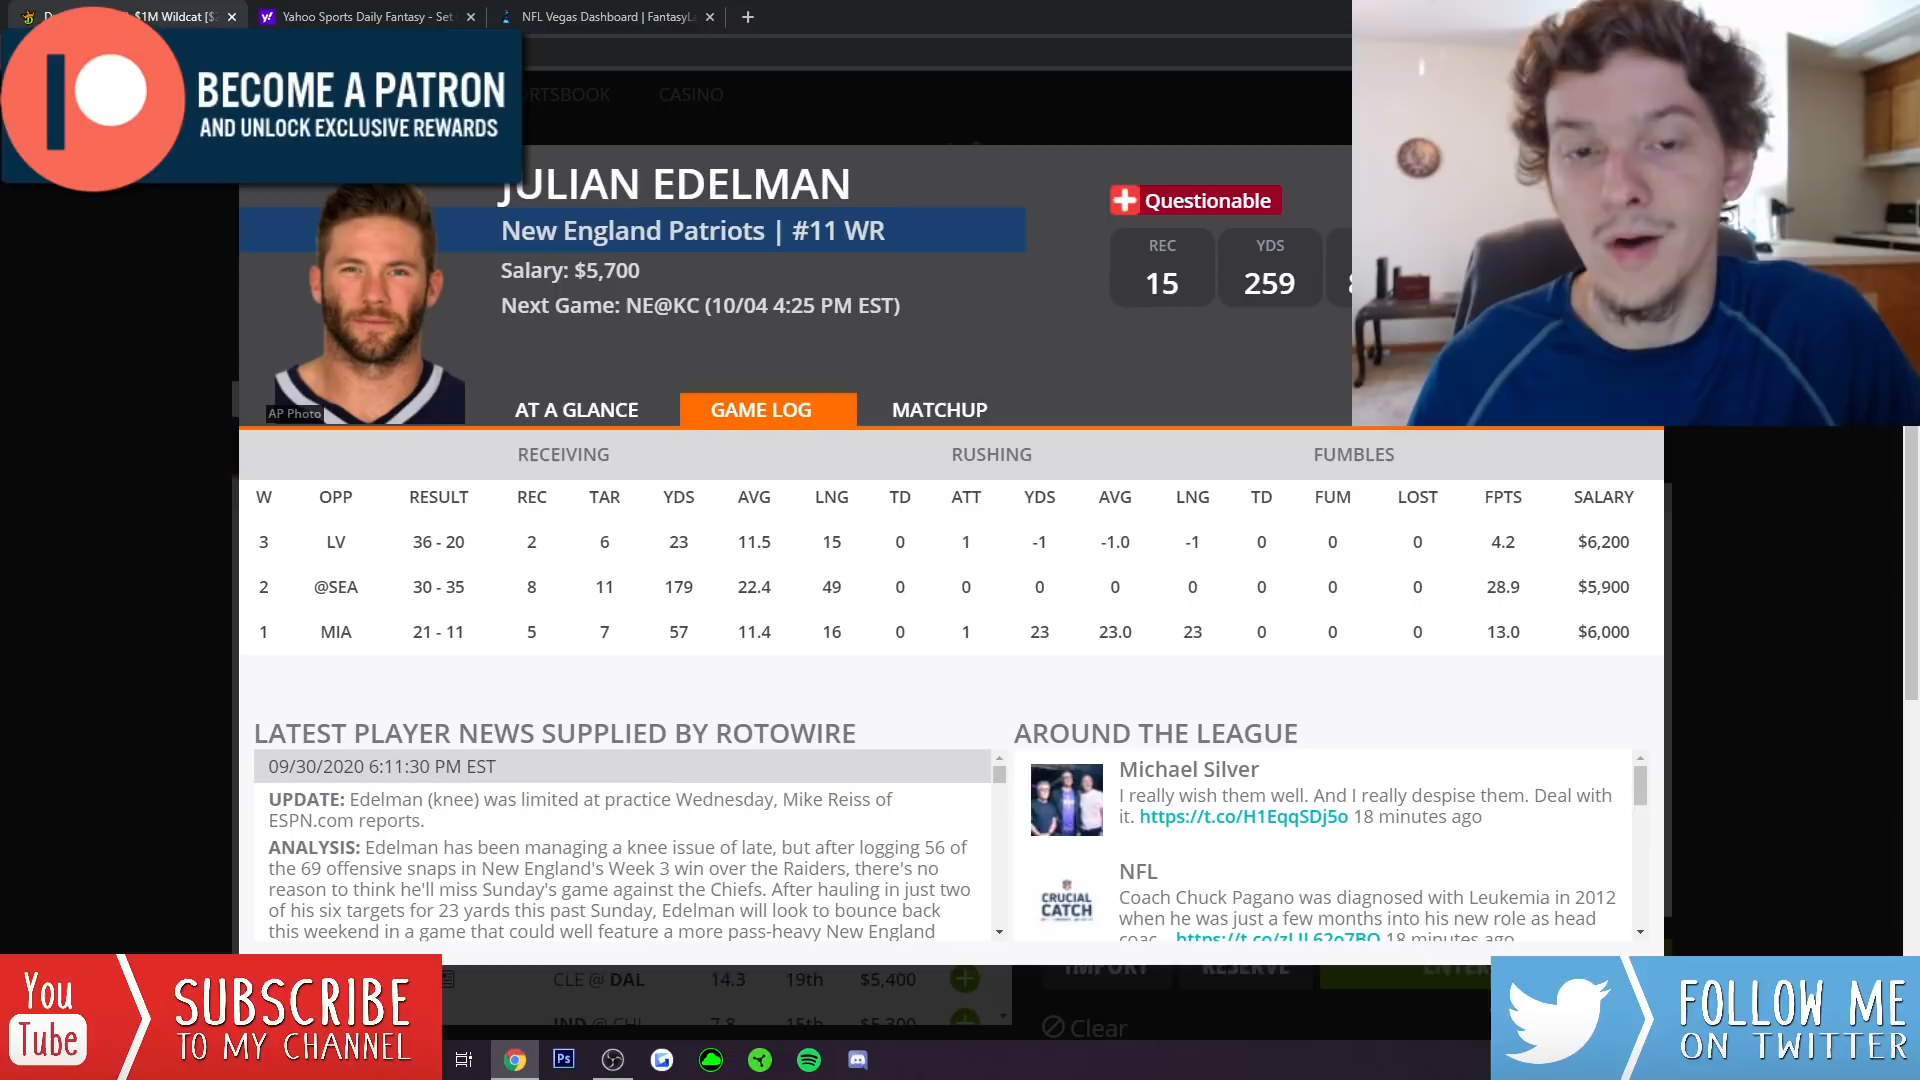 $1M Wildcat [$
Yahoo Sports Daily Fantasy - Set
NFL Vegas Dashboard | FantasyL
BECOME A PATRON
AND UNLOCK EXCLUSIVE REWARDS
CASINO
JULIAN EDELMAN
New England Patriots | #11 WR
Salary: $5,700
Next Game: NE@KC (10/04 4:25 PM EST)
Questionable
REC YDS
15 259
AP Photo
AT A GLANCE GAME LOG MATCHUP
RECEIVING RUSHING FUMBLES
W OPP RESULT REC TAR YDS AVG LNG TD ATT YDS AVG LNG TD FUM LOST FPTS SALARY
3 LV 36 - 20 2 6 23 11.5 15 0 1 -1 -1.0 -1 0 0 0 4.2 $6,200
2 @SEA 30 - 35 8 11 179 22.4 49 0 0 0 0 0 0 0 0 28.9 $5,900
1 MIA 21 - 11 5 7 57 11.4 16 0 1 23 23.0 23 0 0 0 13.0 $6,000
LATEST PLAYER NEWS SUPPLIED BY ROTOWIRE
09/30/2020 6:11:30 PM EST
UPDATE: Edelman (knee) was limited at practice Wednesday, Mike Reiss of
ESPN.com reports.
ANALYSIS: Edelman has been managing a knee issue of late, but after logging 56 of
the 69 offensive snaps in New England's Week 3 win over the Raiders, there's no
reason to think he'll miss Sunday's game against the Chiefs. After hauling in just two
of his six targets for 23 yards this past Sunday, Edelman will look to bounce back
this weekend in a game that could well feature a more pass-heavy New England
AROUND THE LEAGUE
Michael Silver
I really wish them well. And I really despise them. Deal with
it. https://t.co/H1EqqSDj5o 18 minutes ago
NFL
Coach Chuck Pagano was diagnosed with Leukemia in 2012
when he was just a few months into his new role as head
18 minutes ago
CRUCIAL
CATCH
CLE @ DAL 14.3 19th $5,400
IND @ CHI 7.8 15th $5,300
IMPORT RESERVE
Clear
You
Tube
SUBSCRIBE
TO MY CHANNEL
Ps
FOLLOW ME
ON TWITTER